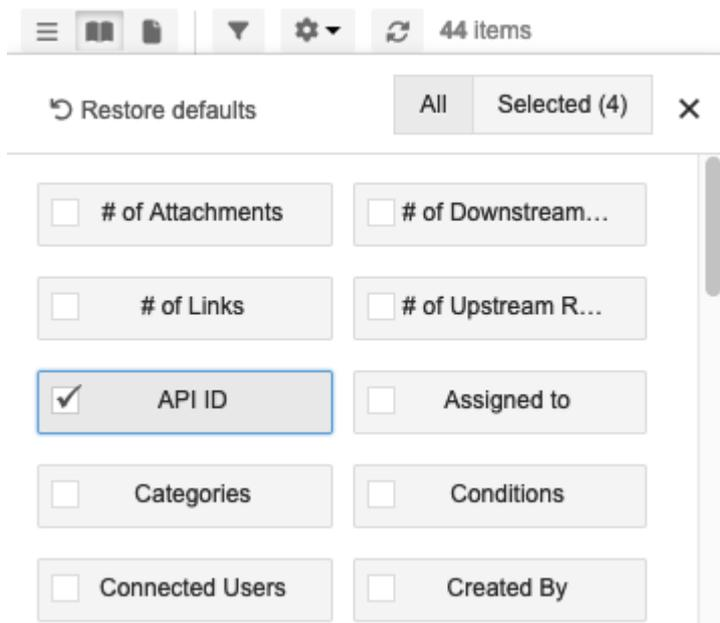 44 items
Restore defaults
All
Selected (4)
# of Attachments
# of Downstream...
# of Links
# of Upstream R...
API ID
Assigned to
Categories
Conditions
Connected Users
Created By